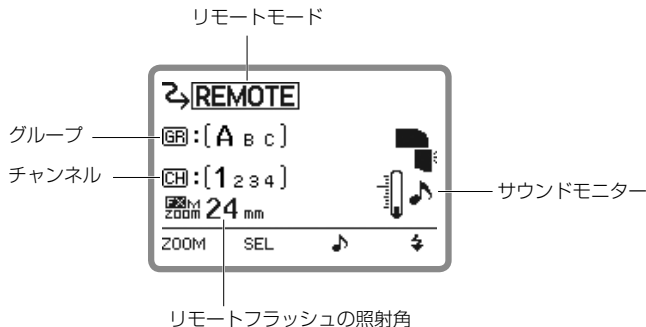 リモートモード
REMOTE
グループ
GR:(A B C)
チャンネル
CH:(1 2 3 4)
サウンドモニター
FX M ZOOM 24 mm
ZOOM SEL ♪
リモートフラッシュの照射角